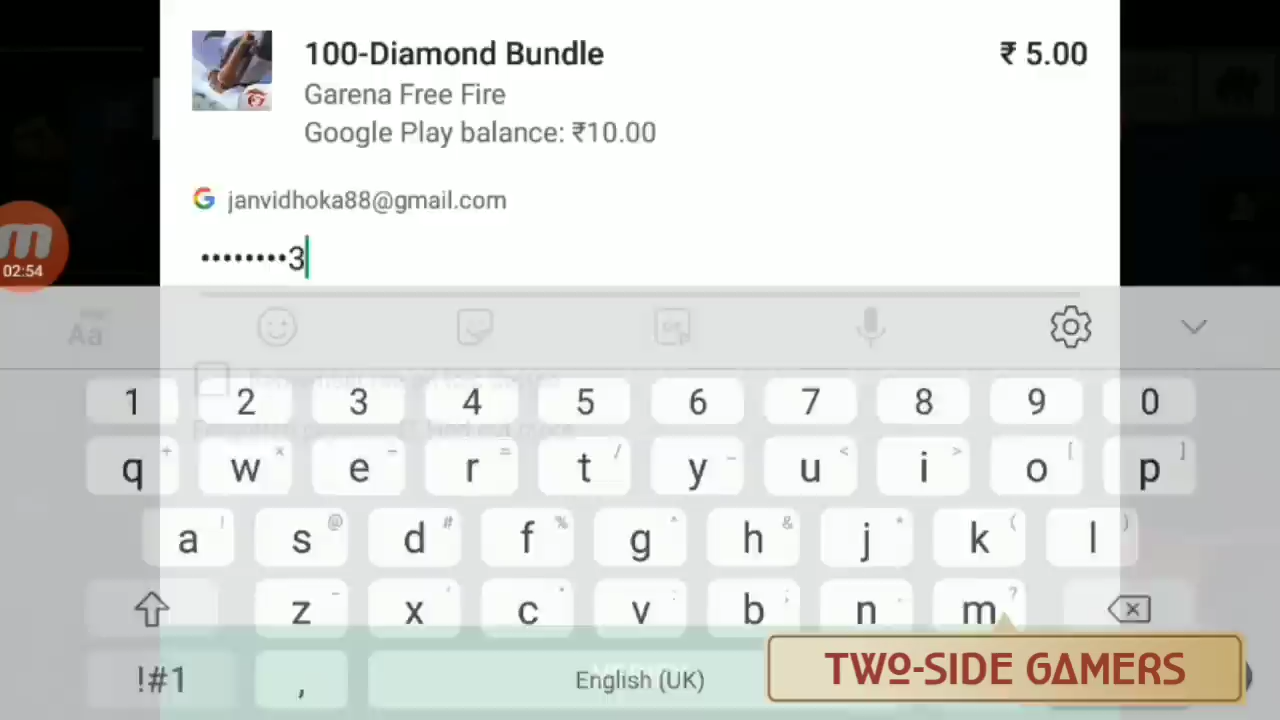 100-Diamond Bundle
₹ 5.00
Garena Free Fire
Google Play balance: ₹10.00
janvidhoka88@gmail.com
••••••••3
02:54
Aa
1 2 3 4 5 6 7 8 9 0
q w e r t y u i o p
a s d f g h j k l
z x c v b n m
!#1 , English (UK)
TWO-SIDE GAMERS